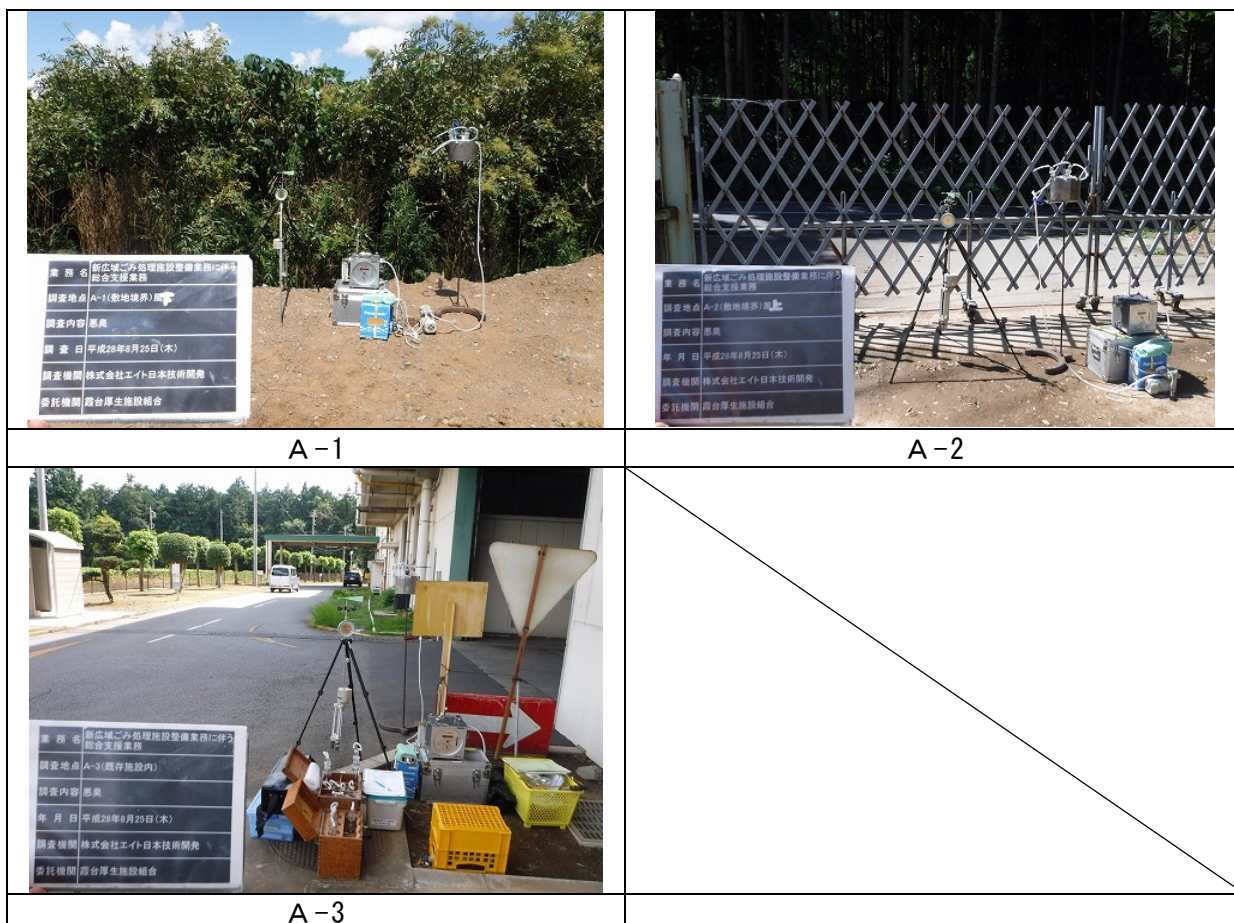 業務名 新広域ごみ処理施設整備業務に伴う
総合支援業務
調査地点 A-1(敷地境界)風下
調査内容 悪臭
調査日 平成28年8月25日(木)
調査機関 株式会社エイト日本技術開発
委託機関 霞台厚生施設組合
A-1
業務名 新広域ごみ処理施設整備業務に伴う
総合支援業務
調査地点 A-2(敷地境界)風上
調査内容 悪臭
年月日 平成28年8月25日(木)
調査機関 株式会社エイト日本技術開発
委託機関 霞台厚生施設組合
A-2
業務名 新広域ごみ処理施設整備業務に伴う
総合支援業務
調査地点 A-3(既存施設内)
調査内容 悪臭
年月日 平成28年8月25日(木)
調査機関 株式会社エイト日本技術開発
委託機関 霞台厚生施設組合
A-3